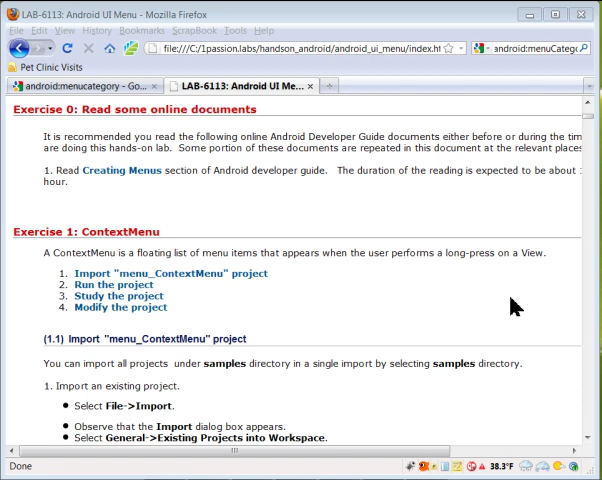 LAB-6113: Android UI Menu - Mozilla Firefox
File Edit View History Bookmarks ScrapBook Tools Help
file:///C:/1passion.labs/handson_android/android_ui_menu/index.ht android:menuCateg
Pet Clinic Visits
android:menucategory - Go... LAB-6113: Android UI Me...
Exercise 0: Read some online documents
It is recommended you read the following online Android Developer Guide documents either before or during the tim
are doing this hands-on lab. Some portion of these documents are repeated in this document at the relevant places
1. Read Creating Menus section of Android developer guide. The duration of the reading is expected to be about
hour.
Exercise 1: ContextMenu
A ContextMenu is a floating list of menu items that appears when the user performs a long-press on a View.
1. Import "menu_ContextMenu" project
2. Run the project
3. Study the project
4. Modify the project
(1.1) Import "menu_ContextMenu" project
You can import all projects under samples directory in a single import by selecting samples directory.
1. Import an existing project.
Select File->Import.
Observe that the Import dialog box appears.
Select General->Existing Projects into Workspace.
Done 38.3°F